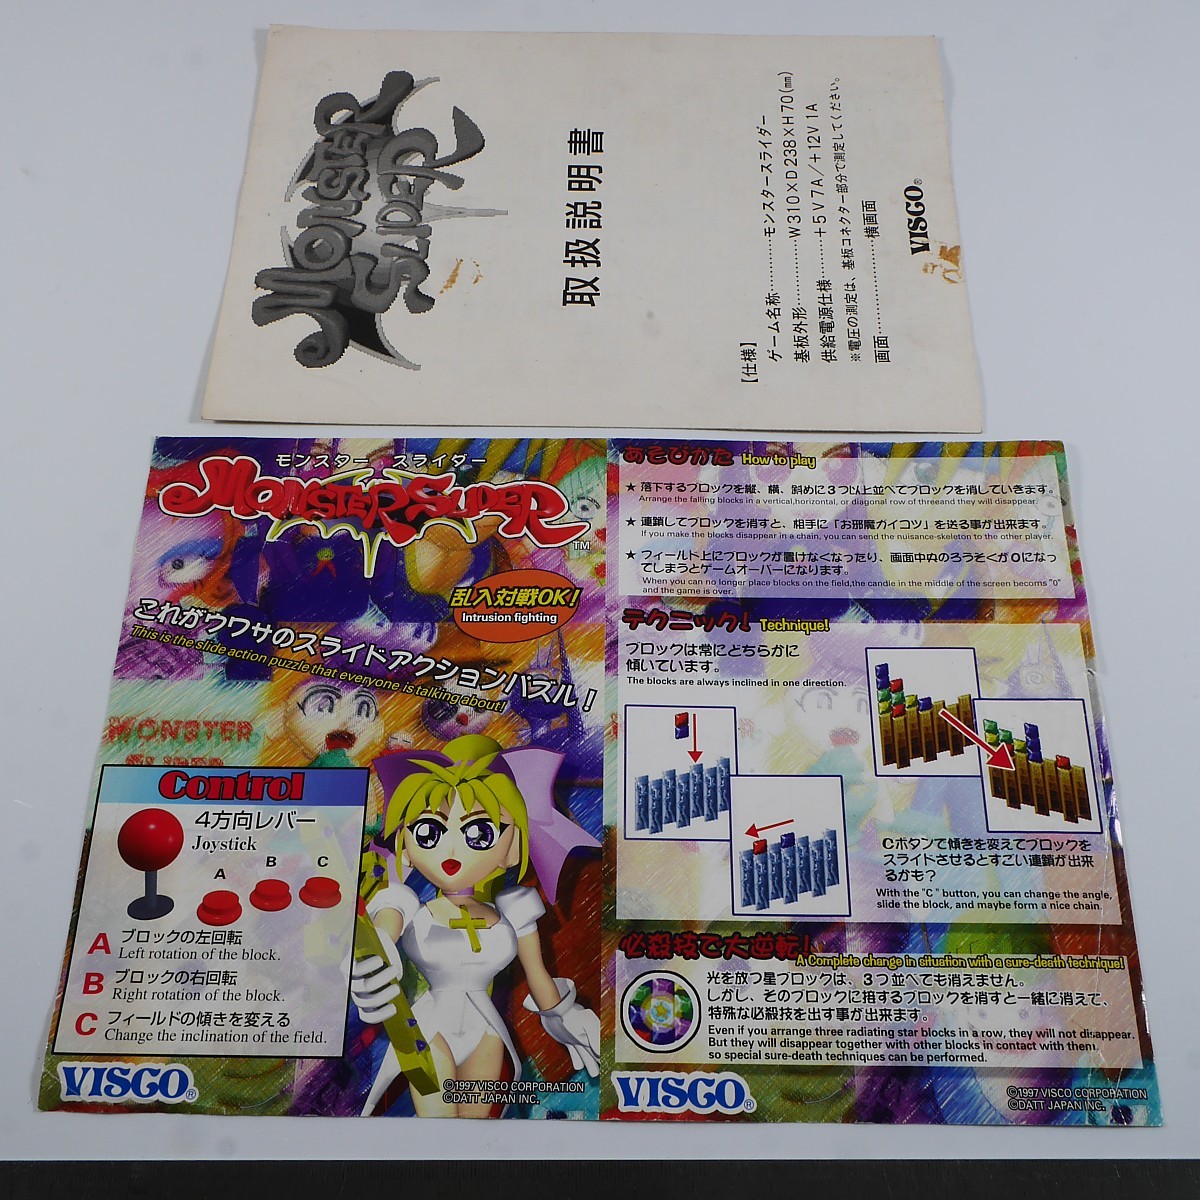 MONSTER
SLIDER
取扱説明書
【仕様】
ゲーム名称…………モンスタースライダー
基板外形……………W310×D238×H70(mm)
供給電源仕様………+5V7A/+12V1A
※電圧の測定は、基板コネクター部分で測定してください。
画面…………………横画面
VISCO®
モンスター スライダー
MONSTER SLIDER
TM
乱入対戦OK!
Intrusion fighting
これがウワサのスライドアクションパズル!
This is the slide action puzzle that everyone is talking about!
MONSTER
SLIDER
Control
4方向レバー
Joystick
A
B
C
A ブロックの左回転
Left rotation of the block.
B ブロックの右回転
Right rotation of the block.
C フィールドの傾きを変える
Change the inclination of the field.
VISCO®
©1997 VISCO CORPORATION
©DATT JAPAN INC.
あそびかた How to play
★ 落下するブロックを縦、横、斜めに3つ以上並べてブロックを消していきます。
Arrange the falling blocks in a vertical,horizontal, or diagonal row of threeand they will disappear.
★ 連鎖してブロックを消すと、相手に「お邪魔ガイコツ」を送る事が出来ます。
If you make the blocks disappear in a chain, you can send the nuisance-skeleton to the other player.
★ フィールド上にブロックが置けなくなったり、画面中央のろうそくが0になっ
てしまうとゲームオーバーになります。
When you can no longer place blocks on the field,the candle in the middle of the screen becoms "0"
and the game is over.
テクニック! Technique!
ブロックは常にどちらかに
傾いています。
The blocks are always inclined in one direction.
Cボタンで傾きを変えてブロックを
スライドさせるとすごい連鎖が出来
るかも?
With the "C" button, you can change the angle,
slide the block, and maybe form a nice chain.
必殺技で大逆転!
A Complete change in situation with a sure-death technique!
光を放つ星ブロックは、3つ並べても消えません。
しかし、そのブロックに接するブロックを消すと一緒に消えて、
特殊な必殺技を出す事が出来ます。
Even if you arrange three radiating star blocks in a row, they will not disappear.
But they will disappear together with other blocks in contact with them,
so special sure-death techniques can be performed.
VISCO®
©1997 VISCO CORPORATION
©DATT JAPAN INC.